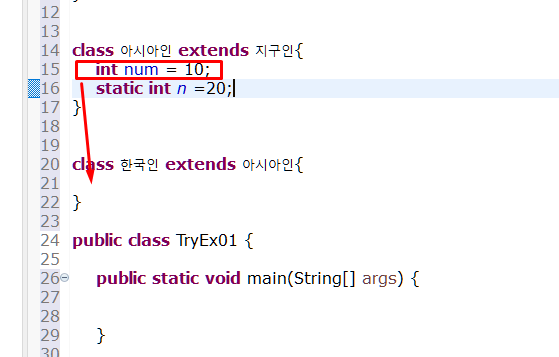 12
13
14 class 아시아인 extends 지구인{
15 int num = 10;
16 static int n =20;
17 }
18
19
20 class 한국인 extends 아시아인{
21
22 }
23
24 public class TryEx01 {
25
26 public static void main(String[] args) {
27
28
29 }
30